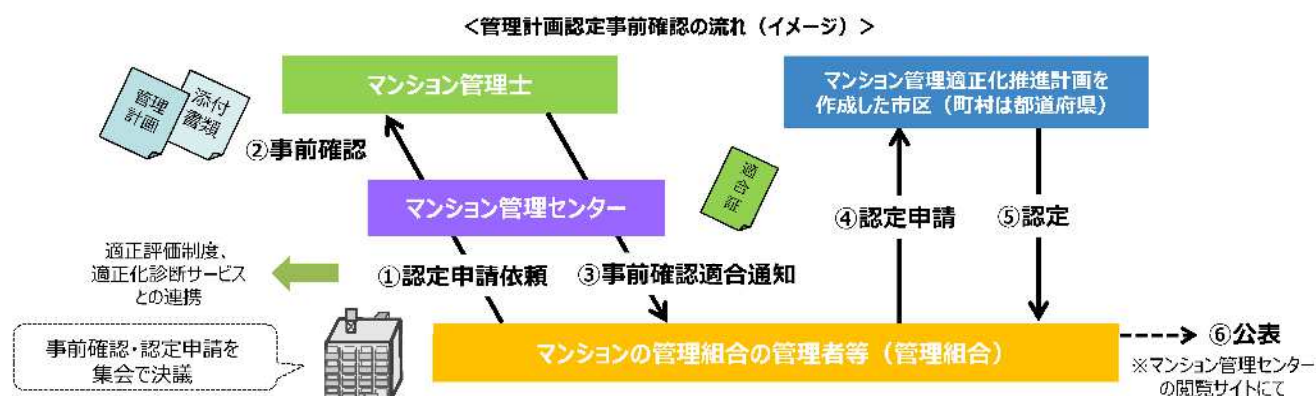 ＜管理計画認定事前確認の流れ（イメージ）＞
マンション管理士
マンション管理適正化推進計画を
作成した市区（町村は都道府県）
管理
計画
添付
書類
②事前確認
マンション管理センター
適合証
④認定申請
⑤認定
適正評価制度、
適正化診断サービス
との連携
①認定申請依頼
③事前確認適合通知
事前確認・認定申請を
集会で決議
マンションの管理組合の管理者等（管理組合）
⑥公表
※マンション管理センター
の閲覧サイトにて